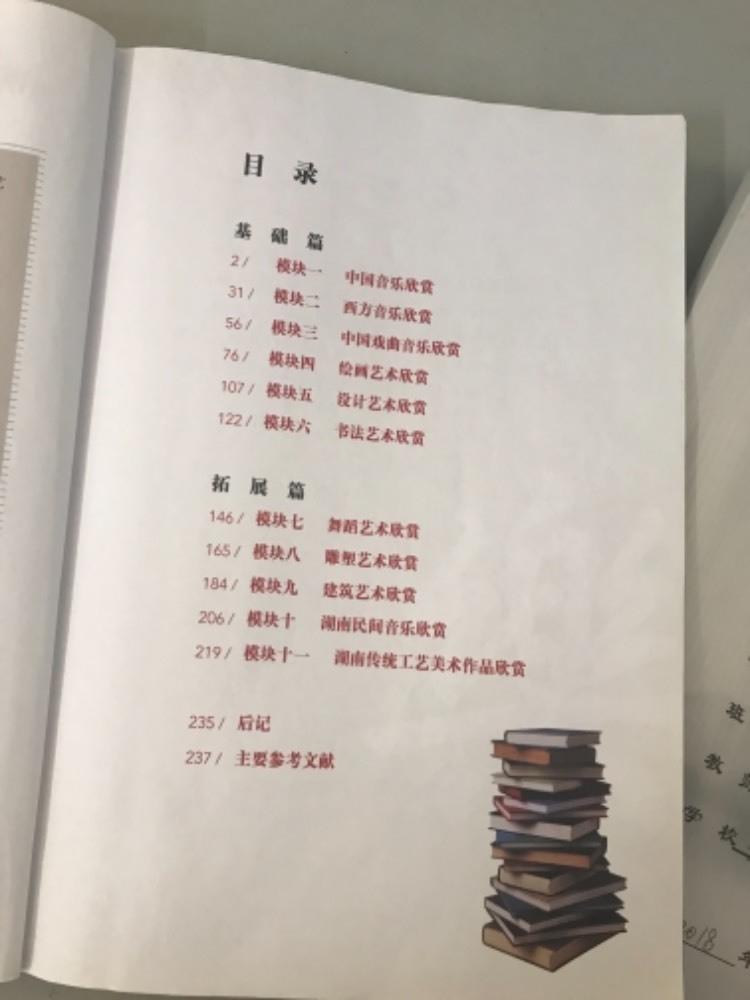 目 录
基 础 篇
2/ 模块一 中国音乐欣赏
31/ 模块二 西方音乐欣赏
56/ 模块三 中国戏曲音乐欣赏
76/ 模块四 绘画艺术欣赏
107/ 模块五 设计艺术欣赏
122/ 模块六 书法艺术欣赏
拓 展 篇
146/ 模块七 舞蹈艺术欣赏
165/ 模块八 雕塑艺术欣赏
184/ 模块九 建筑艺术欣赏
206/ 模块十 湖南民间音乐欣赏
219/ 模块十一 湖南传统工艺美术作品欣赏
235/ 后记
237/ 主要参考文献
班
教
学 校
2018 年